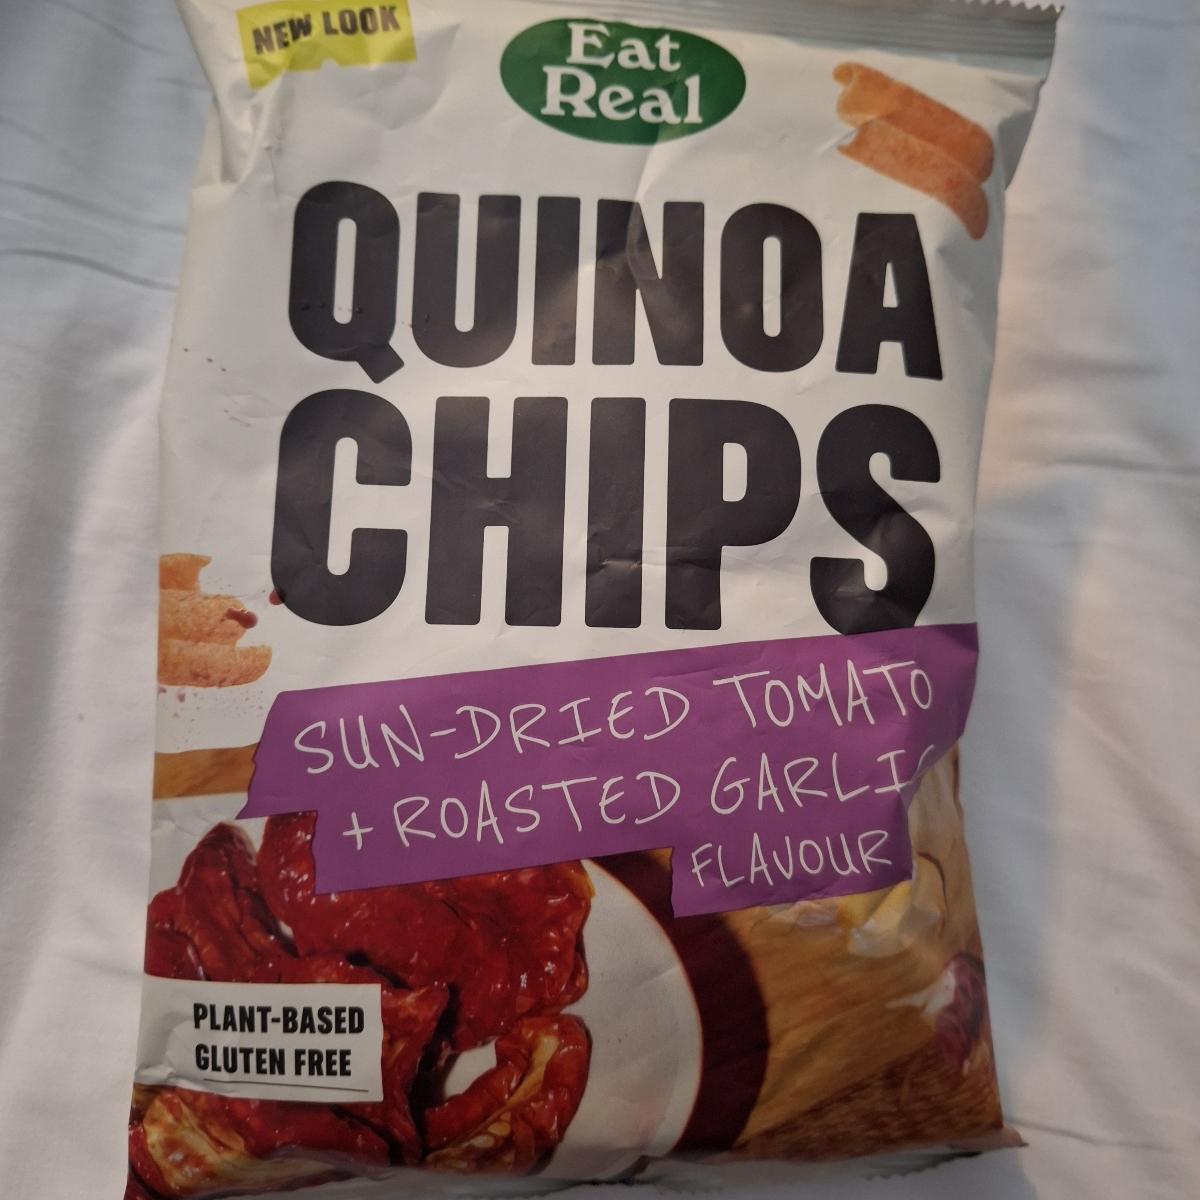 NEW LOOK
Eat
Real
QUINOA
CHIPS
SUN-DRIED TOMATO
+ ROASTED GARLIC
FLAVOUR
PLANT-BASED
GLUTEN FREE